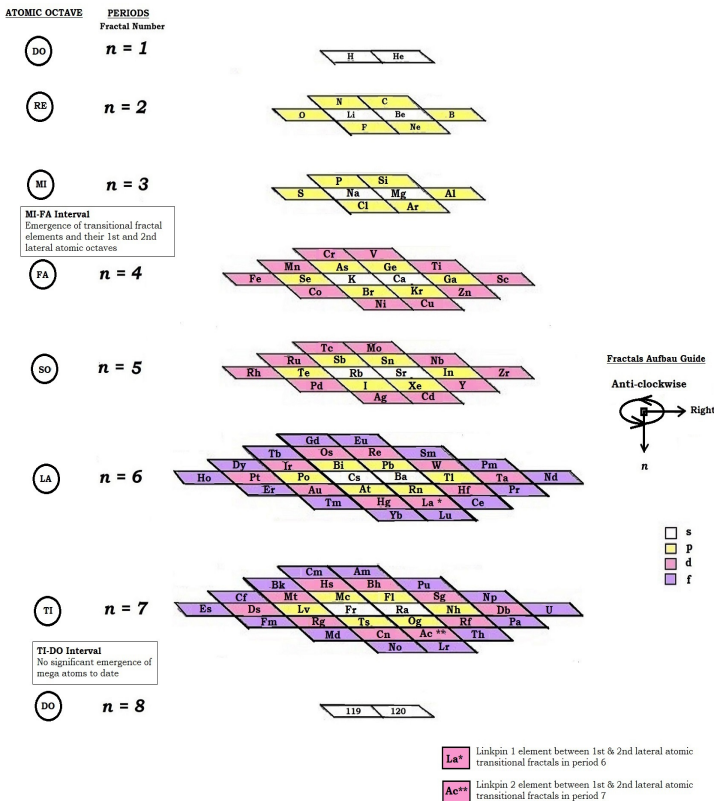 ATOMIC OCTAVE PERIODS
Fractal Number
DO n = 1
H He
RE n = 2
N C
O Li Be B
F Ne
MI n = 3
P Si
S Na Mg Al
Cl Ar
MI-FA Interval
Emergence of transitional fractal
elements and their 1st and 2nd
lateral atomic octaves
FA n = 4
Cr V
Mn As Ge Ti
Fe Se K Ca Ga Sc
Co Br Kr Zn
Ni Cu
SO n = 5
Tc Mo
Ru Sb Sn Nb
Rh Te Rb Sr In Zr
Pd I Xe Y
Ag Cd
Fractals Aufbau Guide
Anti-clockwise
Right
n
LA n = 6
Gd Eu
Tb Os Re Sm
Dy Ir Bi Pb W Pm
Ho Pt Po Cs Ba Tl Ta Nd
Er Au At Rn Hf Pr
Tm Hg La * Ce
Yb Lu
s
p
d
f
TI n = 7
Cm Am
Bk Hs Bh Pu
Cf Mt Mc Fl Sg Np
Es Ds Lv Fr Ra Nh Db U
Fm Rg Ts Og Rf Pa
Md Cn Ac ** Th
No Lr
TI-DO Interval
No significant emergence of
mega atoms to date
DO n = 8
119 120
La* Linkpin 1 element between 1st & 2nd lateral atomic
transitional fractals in period 6
Ac** Linkpin 2 element between 1st & 2nd lateral atomic
transitional fractals in period 7